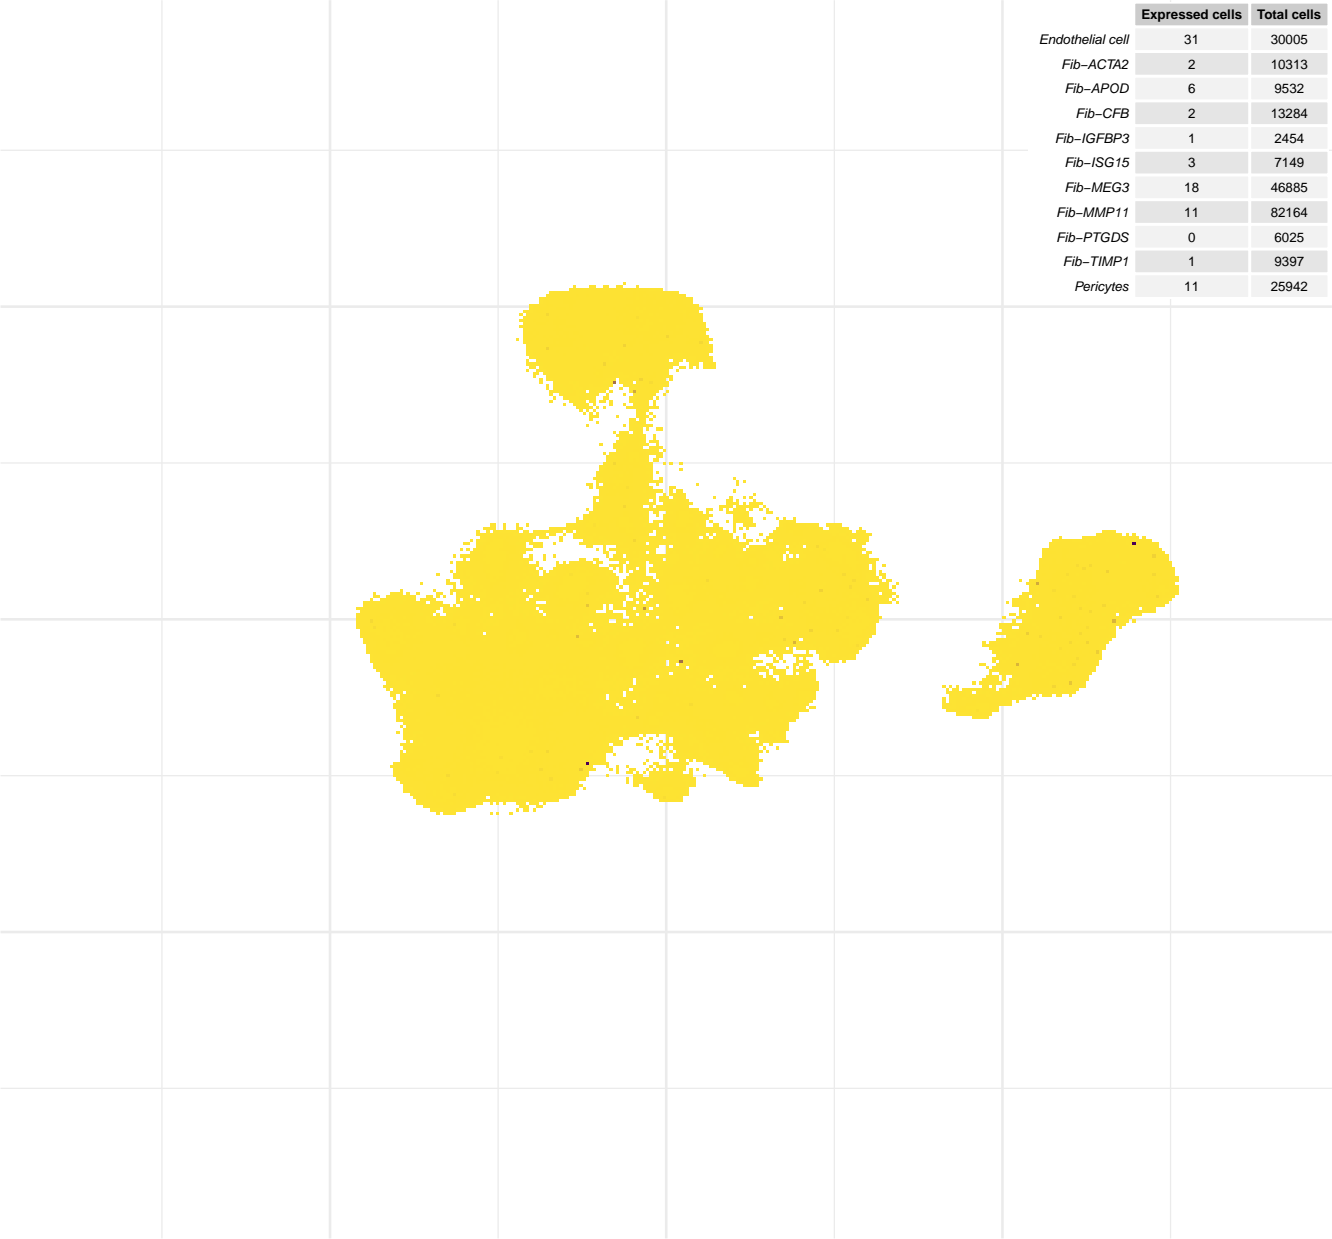 Expressed cells Total cells
Endothelial cell 31 30005
Fib−ACTA2 2 10313
Fib−APOD 6 9532
Fib−CFB 2 13284
Fib−IGFBP3 1 2454
Fib−ISG15 3 7149
Fib−MEG3 18 46885
Fib−MMP11 11 82164
Fib−PTGDS 0 6025
Fib−TIMP1 1 9397
Pericytes 11 25942